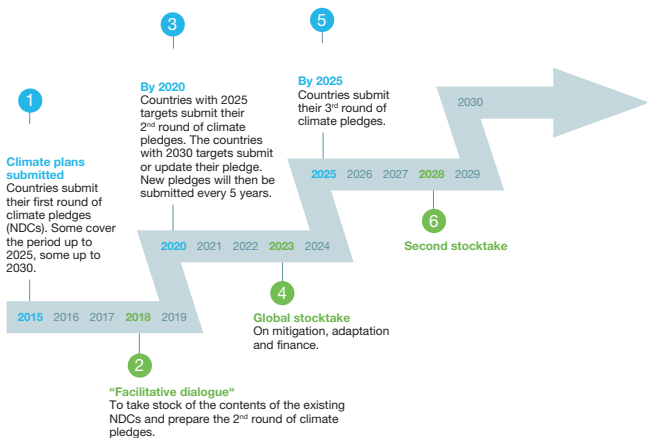 1
Climate plans
submitted
Countries submit
their first round of
climate pledges
(NDCs). Some cover
the period up to
2025, some up to
2030.
2015 2016 2017 2018 2019
2
"Facilitative dialogue"
To take stock of the contents of the existing
NDCs and prepare the 2nd round of climate
pledges.
3
By 2020
Countries with 2025
targets submit their
2nd round of climate
pledges. The countries
with 2030 targets submit
or update their pledge.
New pledges will then be
submitted every 5 years.
2020 2021 2022 2023 2024
4
Global stocktake
On mitigation, adaptation
and finance.
5
By 2025
Countries submit
their 3rd round of
climate pledges.
2025 2026 2027 2028 2029
6
Second stocktake
2030